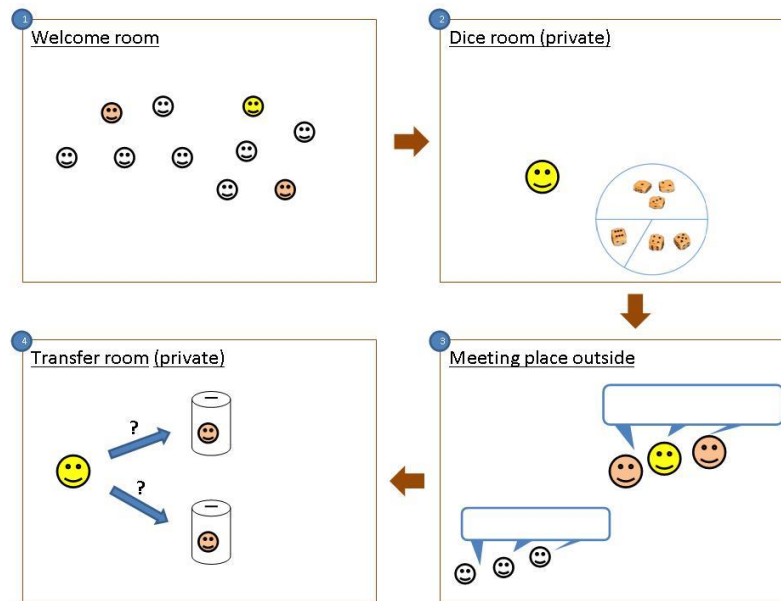 1
Welcome room
2
Dice room (private)
3
Meeting place outside
4
Transfer room (private)
?
?